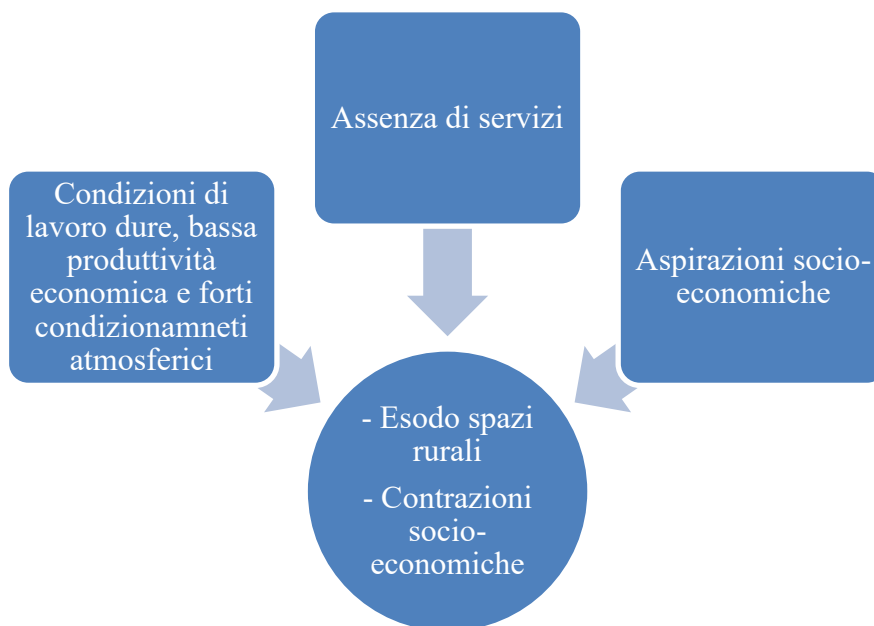 Assenza di servizi
Condizioni di
lavoro dure, bassa
produttività
economica e forti
condizionamneti
atmosferici
Aspirazioni socio-
economiche
- Esodo spazi
rurali
- Contrazioni
socio-
economiche